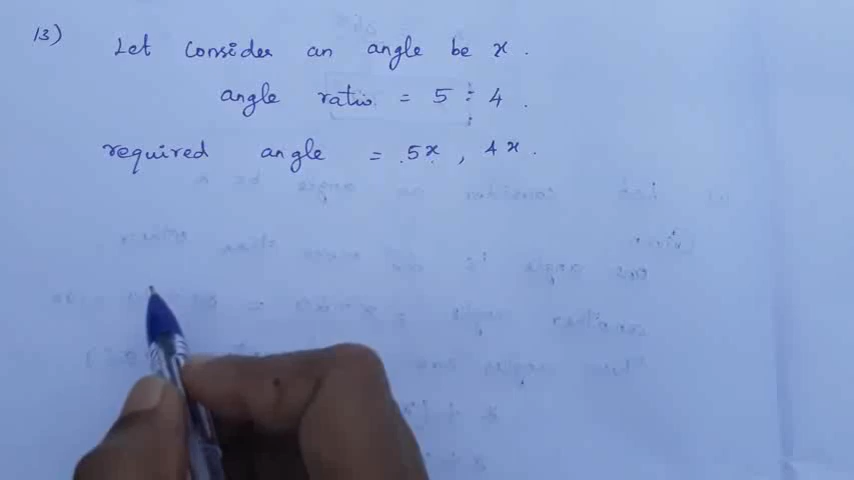 13) Let consider an angle be x.
angle ratio = 5 : 4.
required angle = 5x, 4x.